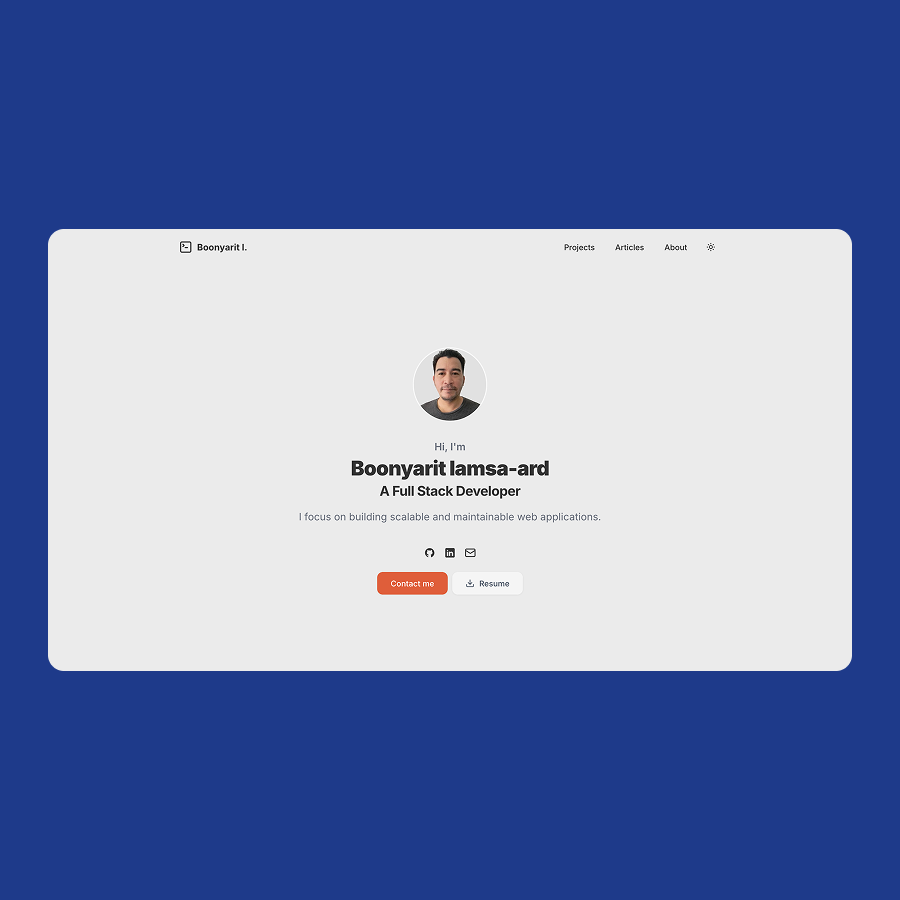 Boonyarit I.
Projects Articles About
Hi, I'm
Boonyarit Iamsa-ard
A Full Stack Developer
I focus on building scalable and maintainable web applications.
Contact me Resume